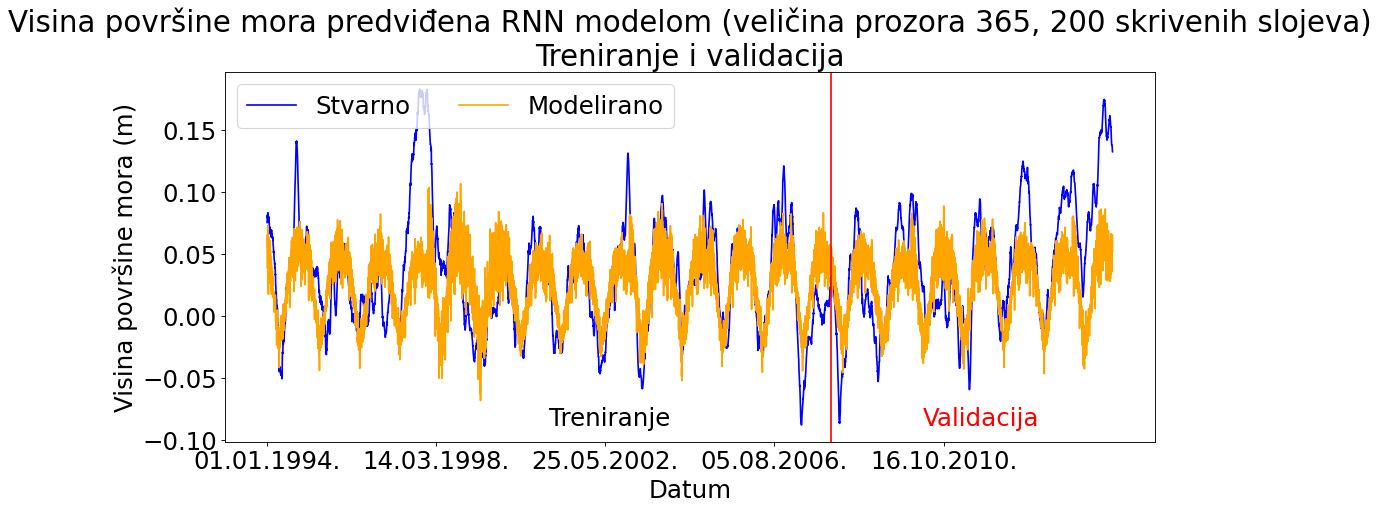 Visina površine mora predviđena RNN modelom (veličina prozora 365, 200 skrivenih slojeva)
Treniranje i validacija
Stvarno
Modelirano
Visina površine mora (m)
0.15
0.10
0.05
0.00
−0.05
−0.10
Treniranje
Validacija
01.01.1994.
14.03.1998.
25.05.2002.
05.08.2006.
16.10.2010.
Datum